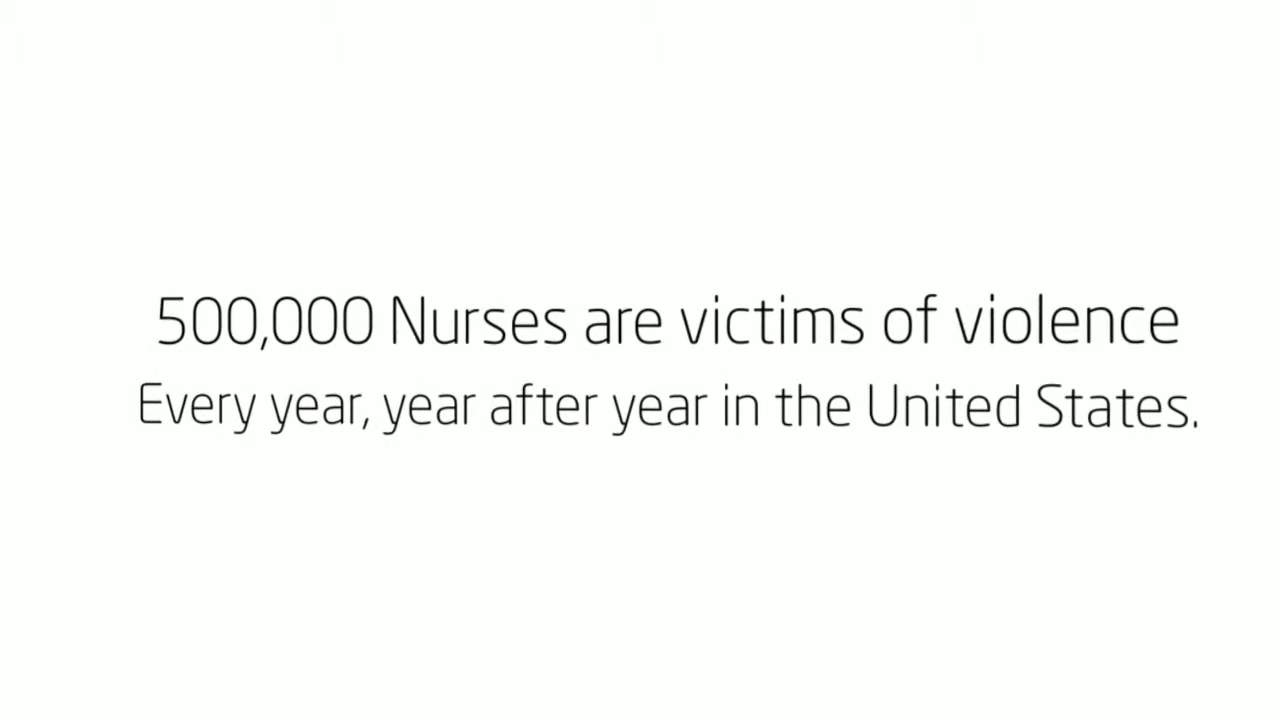 500,000 Nurses are victims of violence
Every year, year after year in the United States.